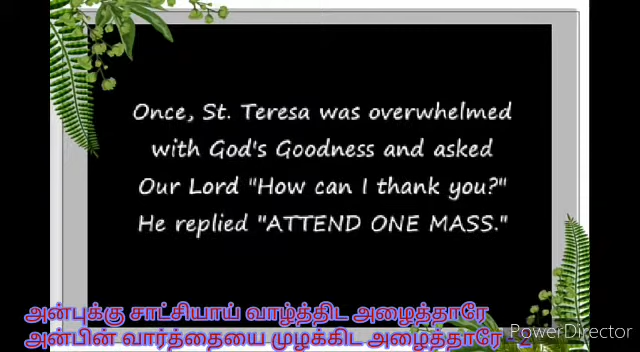 Once, St. Teresa was overwhelmed
with God's Goodness and asked
Our Lord "How can I thank you?"
He replied "ATTEND ONE MASS."
அன்புக்கு சாட்சியாய் வாழ்த்திட அழைத்தாரே
அன்பின் வார்த்தையை முழக்கிட அழைத்தாரே - 2
PowerDirector